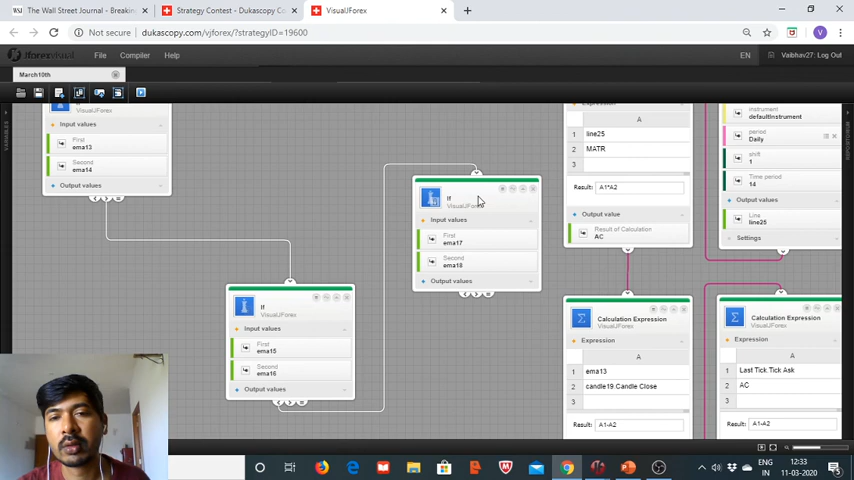 The Wall Street Journal - Breakin
Strategy Contest - Dukascopy
VisualJForex
Not secure
dukascopy.com/vjforex/?strategyID=19600
V
jforexvisual
File
Compiler
Help
EN
Vaibhav27: Log Out
March10th
VARIABLES
REPOSITORIUM
VisualJForex
Input values
First
ema13
Second
ema14
Output values
If
VisualJForex
Input values
First
ema15
Second
ema16
Output values
If
VisualJForex
Input values
First
ema17
Second
ema18
Output values
Expression
A
1
line25
2
MATR
3
Result:
A1*A2
Output value
Result of Calculation
AC
Calculation Expression
VisualJForex
Expression
A
1
ema13
2
candle19.Candle Close
3
Result:
A1-A2
instrument
defaultInstrument
period
Daily
shift
1
Time period
14
Output values
Line
line25
Settings
Calculation Expression
VisualJForex
Expression
A
1
Last Tick.Tick Ask
2
AC
3
Result:
A1-A2
ENG
IN
12:33
11-03-2020
5